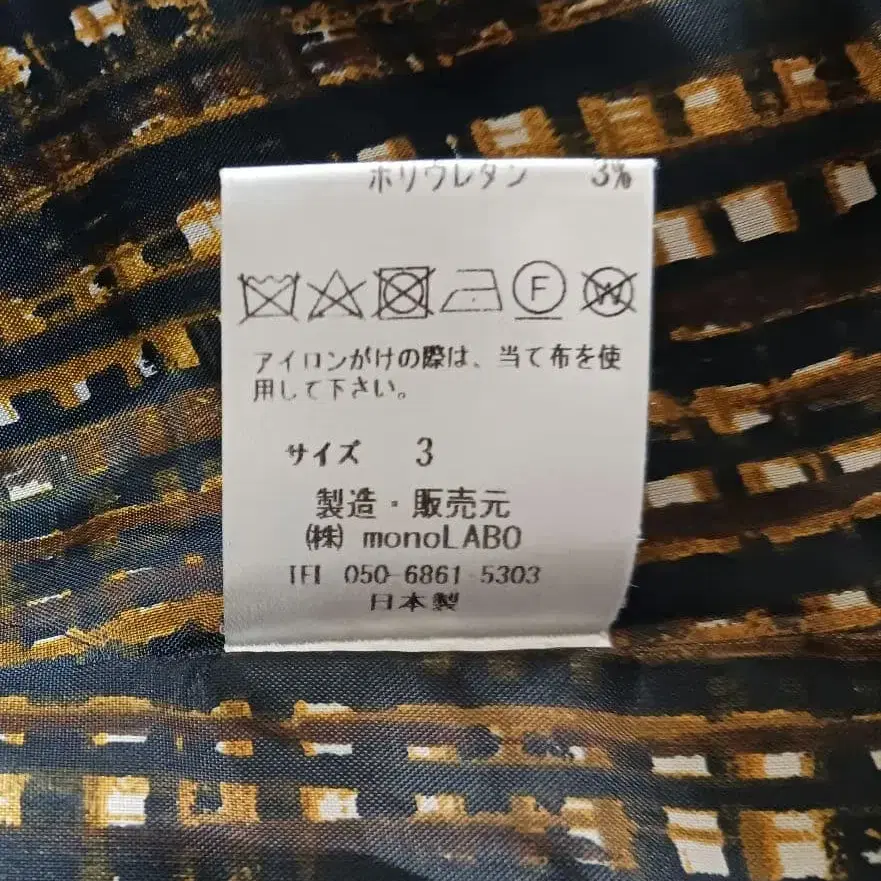 ポリウレタン 3%
F W
アイロンがけの際は、当て布を使
用して下さい。
サイズ 3
製造・販売元
㈱ monoLABO
TEL 050-6861-5303
日本製